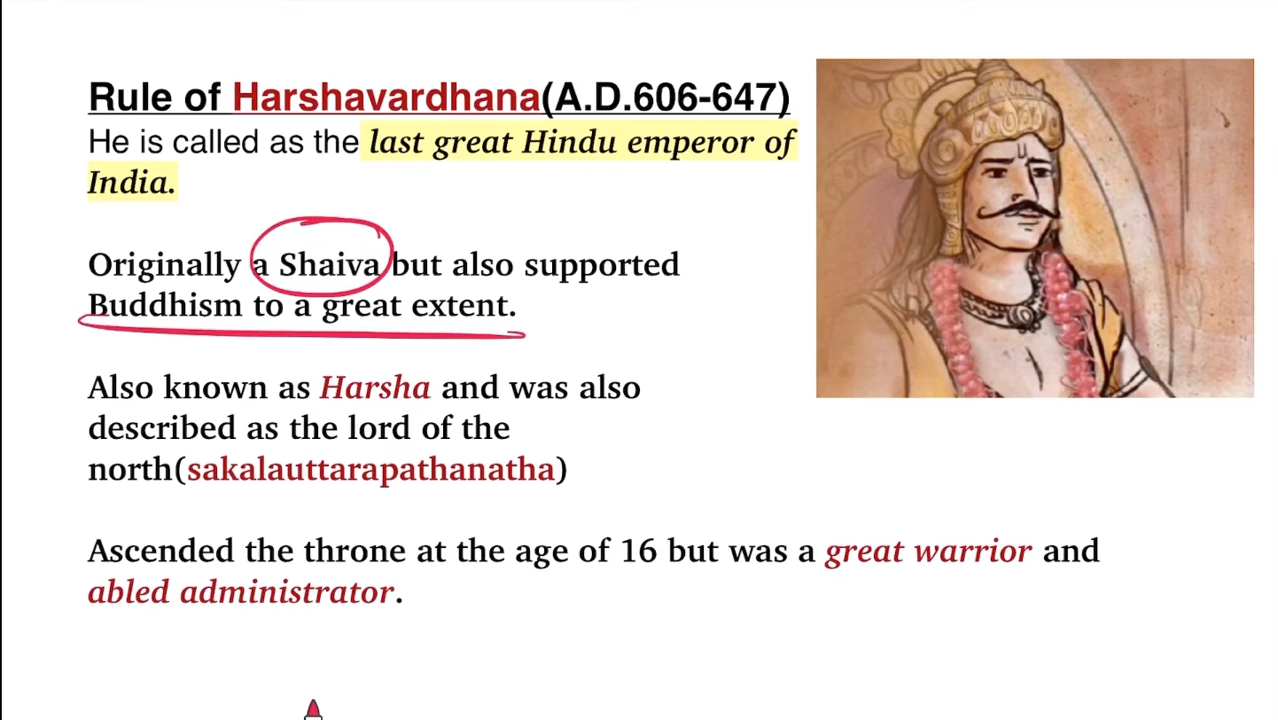 Rule of Harshavardhana(A.D.606-647)
He is called as the last great Hindu emperor of
India.
Originally a Shaiva but also supported
Buddhism to a great extent.
Also known as Harsha and was also
described as the lord of the
north(sakalauttarapathanatha)
Ascended the throne at the age of 16 but was a great warrior and
abled administrator.